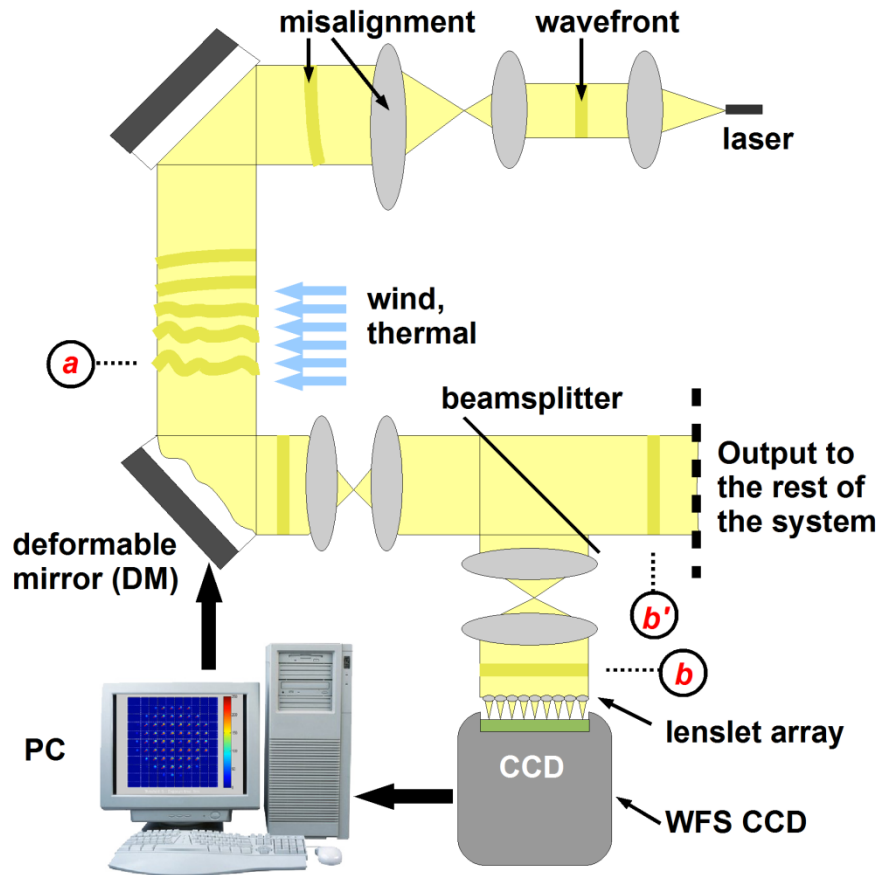 misalignment
wavefront
laser
wind,
thermal
a
beamsplitter
Output to
the rest of
the system
deformable
mirror (DM)
b'
b
lenslet array
PC
CCD
WFS CCD